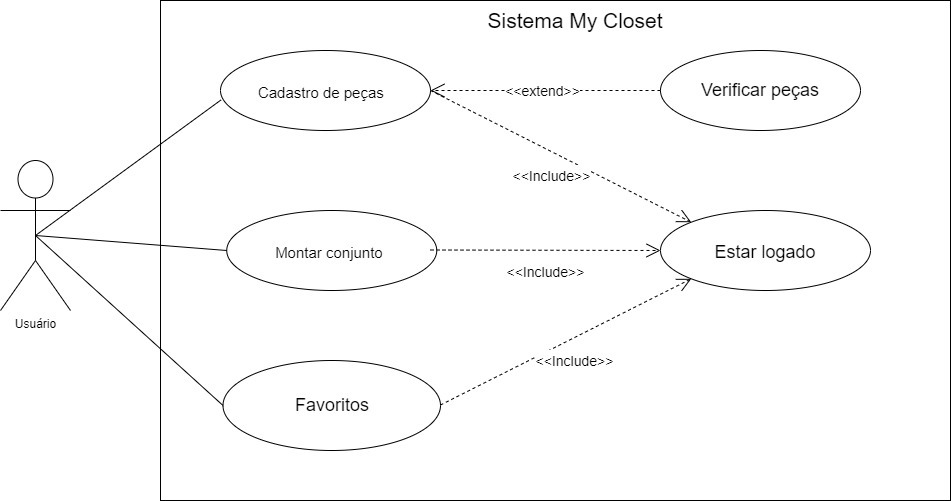 Sistema My Closet
Cadastro de peças
<<extend>>
Verificar peças
<<Include>>
Montar conjunto
<<Include>>
Estar logado
Usuário
<<Include>>
Favoritos